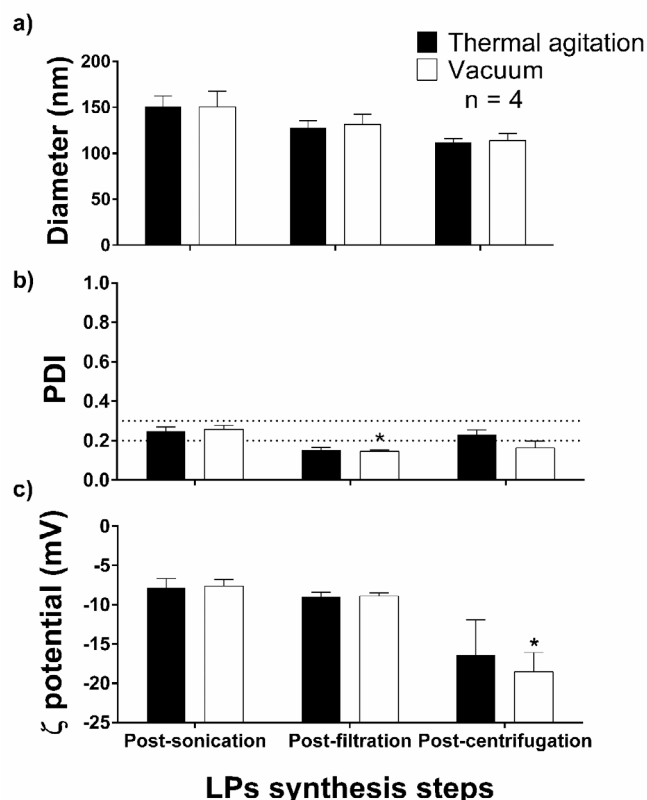 a)
Thermal agitation
Vacuum
n = 4
Diameter (nm)
200
150
100
50
0
b)
PDI
1.0
0.8
0.6
0.4
0.2
0.0
*
c)
ζ potential (mV)
0
-5
-10
-15
-20
-25
*
Post-sonication Post-filtration Post-centrifugation
LPs synthesis steps